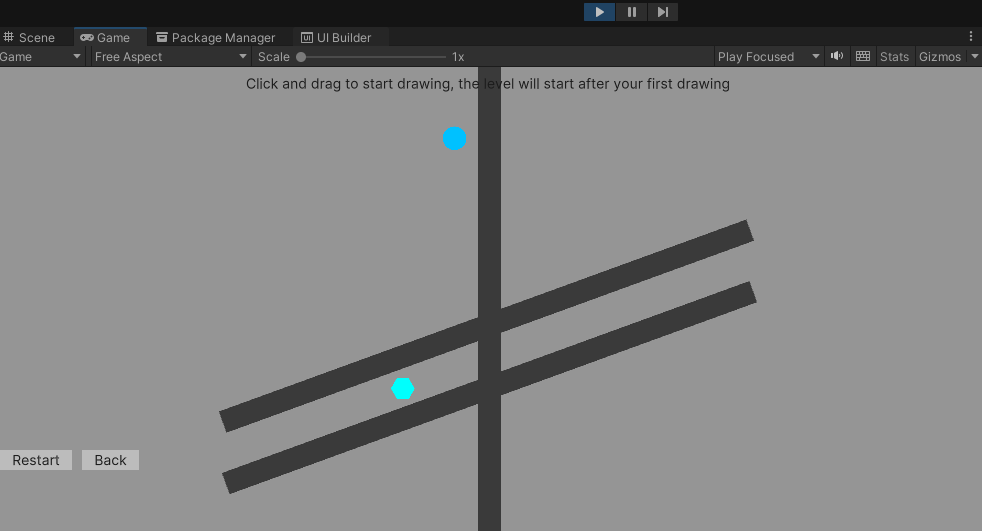 Scene Game Package Manager UI Builder
Game Free Aspect Scale 1x Play Focused Stats Gizmos
Click and drag to start drawing, the level will start after your first drawing
Restart Back